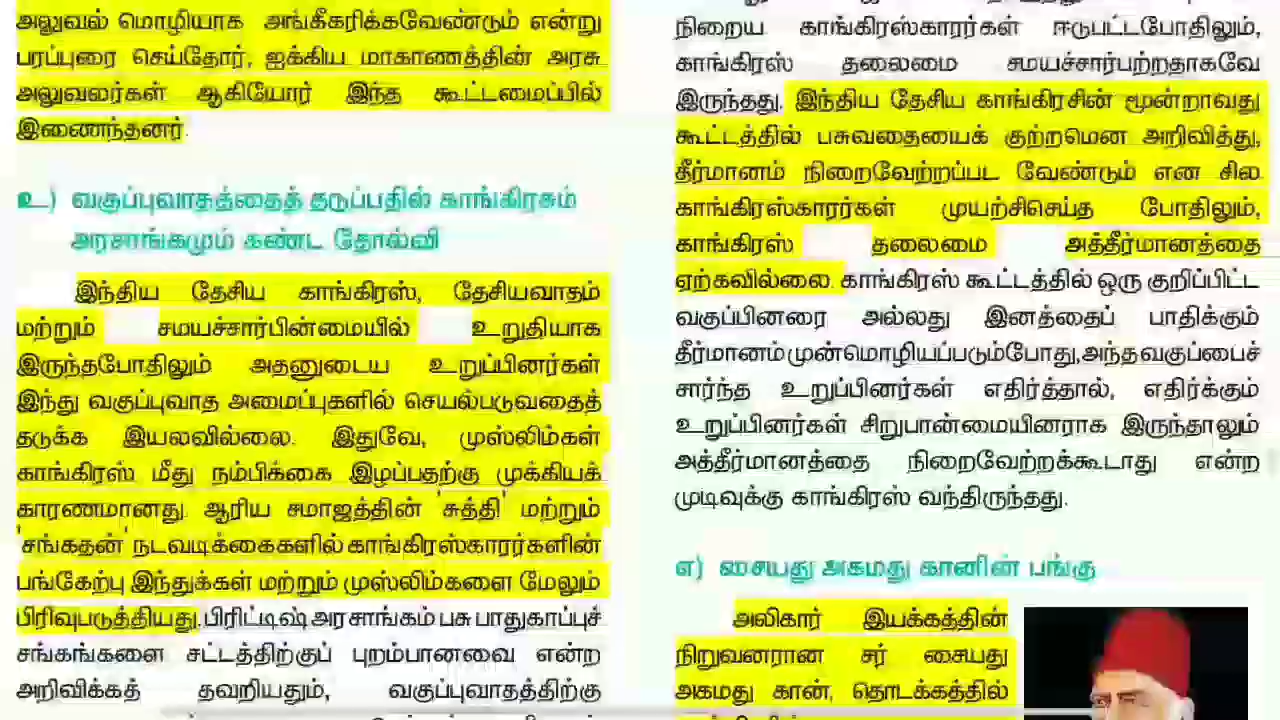 அலுவல் மொழியாக அங்கீகரிக்கவேண்டும் என்று
பரப்புரை செய்தோர், ஐக்கிய மாகாணத்தின் அரசு
அலுவலர்கள் ஆகியோர் இந்த கூட்டமைப்பில்
இணைந்தனர்.
உ) வகுப்புவாதத்தைத் தடுப்பதில் காங்கிரசும்
அரசாங்கமும் கண்ட தோல்வி
இந்திய தேசிய காங்கிரஸ், தேசியவாதம்
மற்றும் சமயச்சார்பின்மையில் உறுதியாக
இருந்தபோதிலும் அதனுடைய உறுப்பினர்கள்
இந்து வகுப்புவாத அமைப்புகளில் செயல்படுவதைத்
தடுக்க இயலவில்லை. இதுவே, முஸ்லிம்கள்
காங்கிரஸ் மீது நம்பிக்கை இழப்பதற்கு முக்கியக்
காரணமானது. ஆரிய சமாஜத்தின் 'சுத்தி' மற்றும்
'சங்கதன்' நடவடிக்கைகளில் காங்கிரஸ்காரர்களின்
பங்கேற்பு இந்துக்கள் மற்றும் முஸ்லிம்களை மேலும்
பிரிவுபடுத்தியது. பிரிட்டிஷ் அரசாங்கம் பசு பாதுகாப்புச்
சங்கங்களை சட்டத்திற்குப் புறம்பானவை என்ற
அறிவிக்கத் தவறியதும், வகுப்புவாதத்திற்கு
நிறைய காங்கிரஸ்காரர்கள் ஈடுபட்டபோதிலும்,
காங்கிரஸ் தலைமை சமயச்சார்பற்றதாகவே
இருந்தது. இந்திய தேசிய காங்கிரசின் மூன்றாவது
கூட்டத்தில் பசுவதையைக் குற்றமென அறிவித்து,
தீர்மானம் நிறைவேற்றப்பட வேண்டும் என சில
காங்கிரஸ்காரர்கள் முயற்சிசெய்த போதிலும்,
காங்கிரஸ் தலைமை அத்தீர்மானத்தை
ஏற்கவில்லை. காங்கிரஸ் கூட்டத்தில் ஒரு குறிப்பிட்ட
வகுப்பினரை அல்லது இனத்தைப் பாதிக்கும்
தீர்மானம் முன்மொழியப்படும்போது, அந்த வகுப்பைச்
சார்ந்த உறுப்பினர்கள் எதிர்த்தால், எதிர்க்கும்
உறுப்பினர்கள் சிறுபான்மையினராக இருந்தாலும்
அத்தீர்மானத்தை நிறைவேற்றக்கூடாது என்ற
முடிவுக்கு காங்கிரஸ் வந்திருந்தது.
எ) சையது அகமது கானின் பங்கு
அலிகார் இயக்கத்தின்
நிறுவனரான சர் சையது
அகமது கான், தொடக்கத்தில்